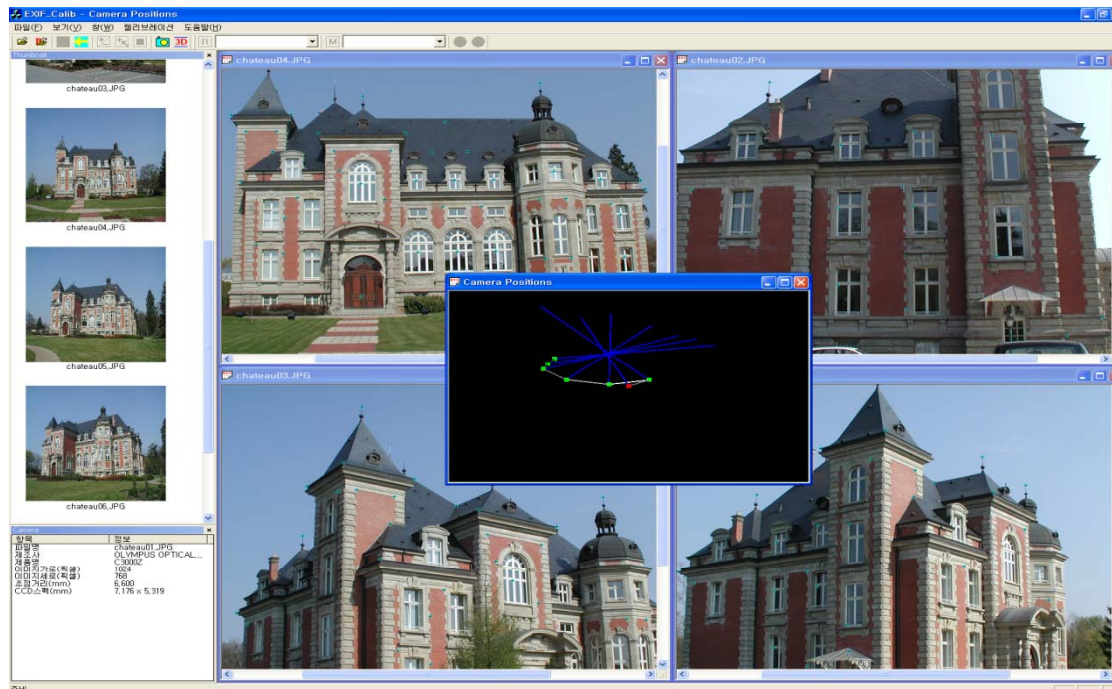 EXIF_Calib - Camera Positions
파일(F) 보기(V) 창(W) 캘리브레이션 도움말(H)
3D
R
M
Thumbnail
chateau03.JPG
chateau04.JPG
chateau05.JPG
chateau06.JPG
chateau04.JPG
chateau02.JPG
Camera Positions
chateau03.JPG
Camera
항목 정보
파일명 chateau01.JPG
제조사 OLYMPUS OPTICAL...
제품명 C3000Z
이미지가로(픽셀) 1024
이미지세로(픽셀) 768
초점거리(mm) 6,600
CCD스펙(mm) 7,176 x 5,319